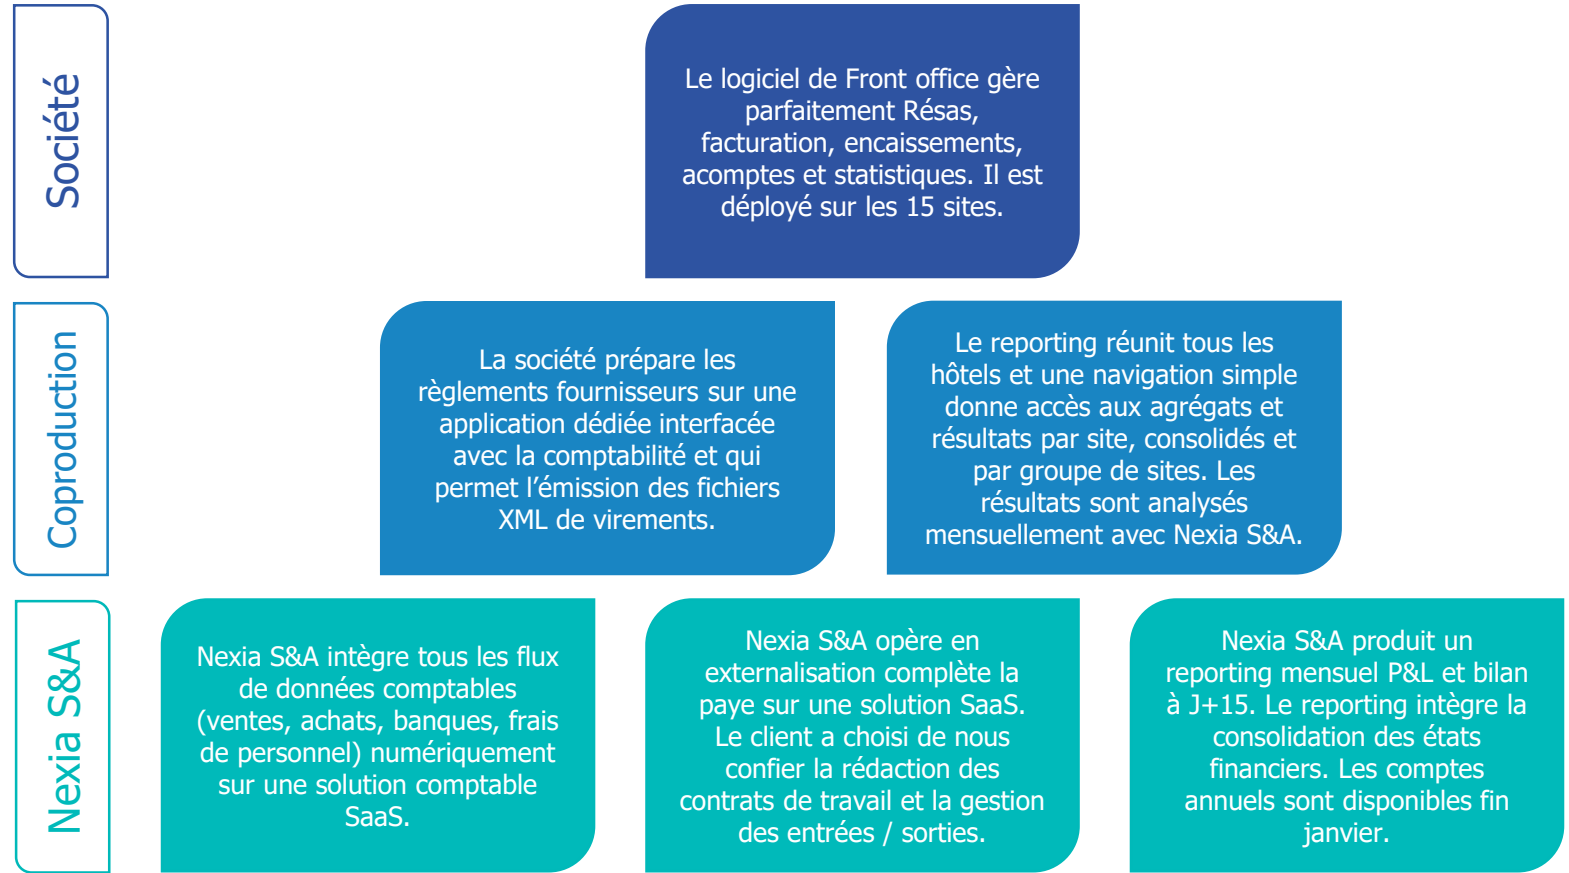 Société
Le logiciel de Front office gère
parfaitement Résas,
facturation, encaissements,
acomptes et statistiques. Il est
déployé sur les 15 sites.
Coproduction
La société prépare les
règlements fournisseurs sur une
application dédiée interfacée
avec la comptabilité et qui
permet l’émission des fichiers
XML de virements.
Le reporting réunit tous les
hôtels et une navigation simple
donne accès aux agrégats et
résultats par site, consolidés et
par groupe de sites. Les
résultats sont analysés
mensuellement avec Nexia S&A.
Nexia S&A
Nexia S&A intègre tous les flux
de données comptables
(ventes, achats, banques, frais
de personnel) numériquement
sur une solution comptable
SaaS.
Nexia S&A opère en
externalisation complète la
paye sur une solution SaaS.
Le client a choisi de nous
confier la rédaction des
contrats de travail et la gestion
des entrées / sorties.
Nexia S&A produit un
reporting mensuel P&L et bilan
à J+15. Le reporting intègre la
consolidation des états
financiers. Les comptes
annuels sont disponibles fin
janvier.